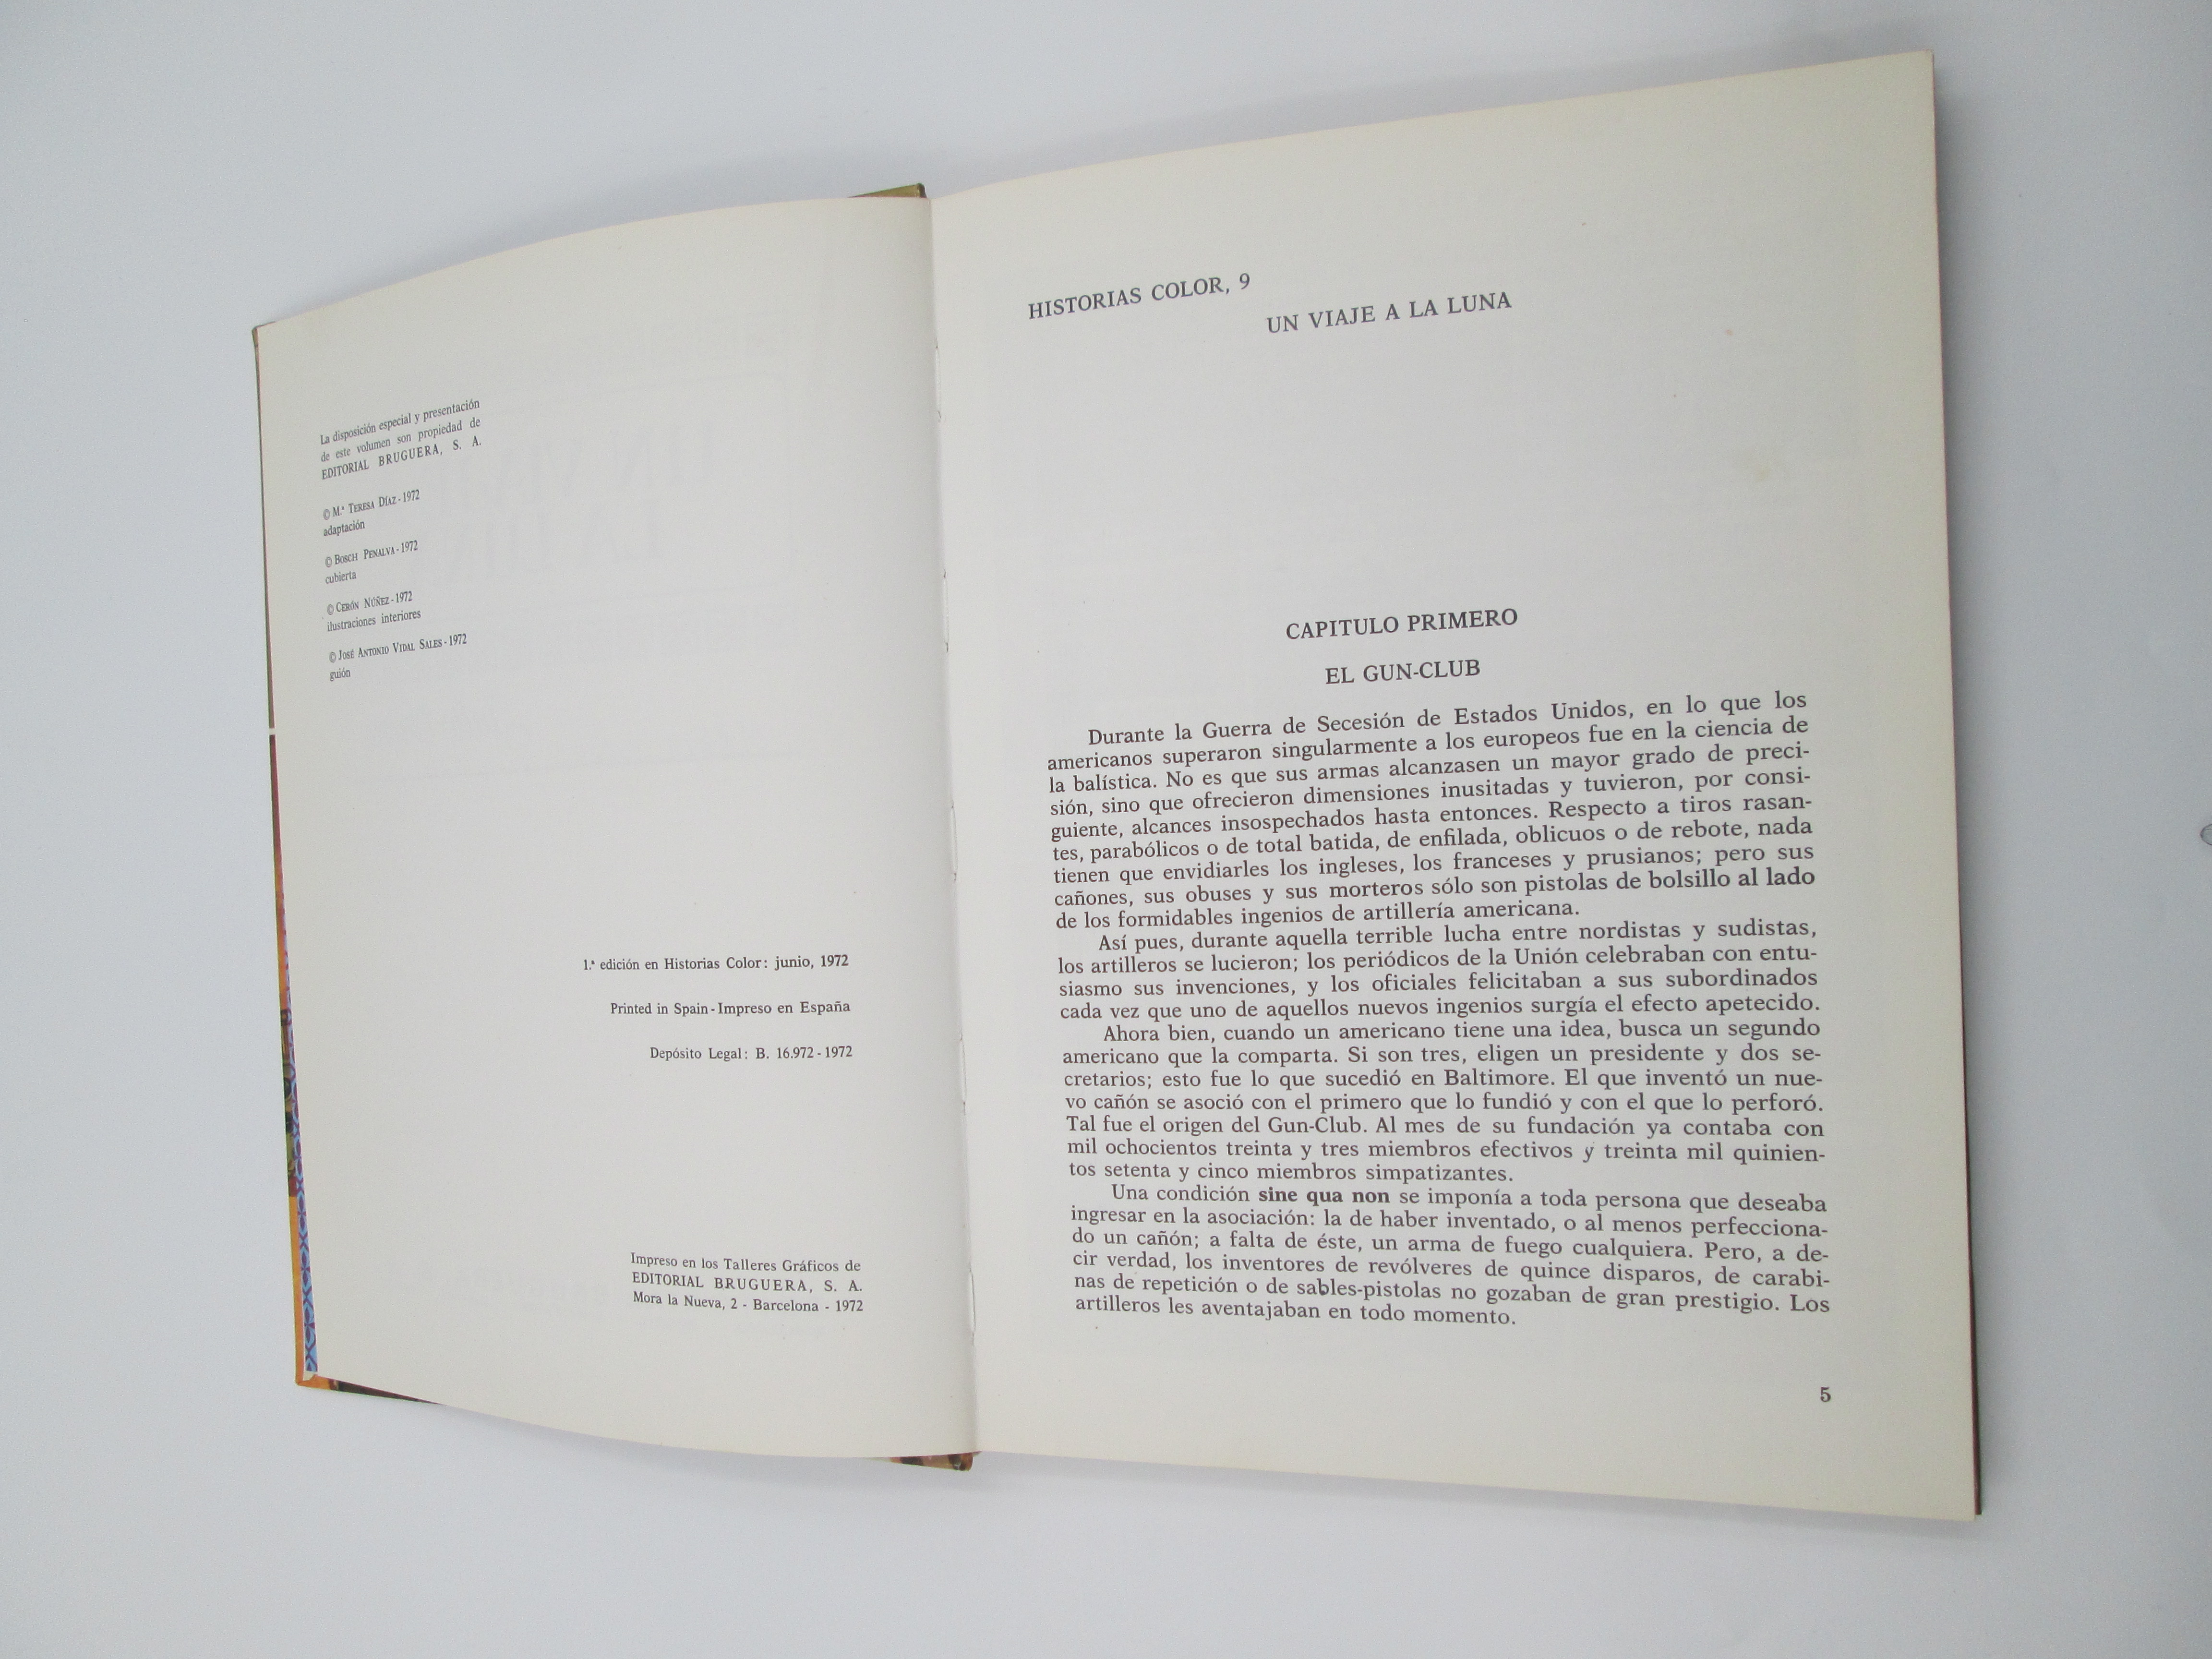 La disposición especial y presentación
de este volumen son propiedad de
EDITORIAL BRUGUERA, S. A.
© M.ª TERESA DÍAZ - 1972
adaptación
© BOSCH PENALVA - 1972
cubierta
© CERÓN NÚÑEZ - 1972
ilustraciones interiores
© JOSÉ ANTONIO VIDAL SALES - 1972
guión
1.ª edición en Historias Color: junio, 1972
Printed in Spain - Impreso en España
Depósito Legal: B. 16.972 - 1972
Impreso en los Talleres Gráficos de
EDITORIAL BRUGUERA, S. A.
Mora la Nueva, 2 - Barcelona - 1972
HISTORIAS COLOR, 9
UN VIAJE A LA LUNA
CAPITULO PRIMERO
EL GUN-CLUB
Durante la Guerra de Secesión de Estados Unidos, en lo que los
americanos superaron singularmente a los europeos fue en la ciencia de
la balística. No es que sus armas alcanzasen un mayor grado de preci-
sión, sino que ofrecieron dimensiones inusitadas y tuvieron, por consi-
guiente, alcances insospechados hasta entonces. Respecto a tiros rasan-
tes, parabólicos o de total batida, de enfilada, oblicuos o de rebote, nada
tienen que envidiarles los ingleses, los franceses y prusianos; pero sus
cañones, sus obuses y sus morteros sólo son pistolas de bolsillo al lado
de los formidables ingenios de artillería americana.
Así pues, durante aquella terrible lucha entre nordistas y sudistas,
los artilleros se lucieron; los periódicos de la Unión celebraban con entu-
siasmo sus invenciones, y los oficiales felicitaban a sus subordinados
cada vez que uno de aquellos nuevos ingenios surgía el efecto apetecido.
Ahora bien, cuando un americano tiene una idea, busca un segundo
americano que la comparta. Si son tres, eligen un presidente y dos se-
cretarios; esto fue lo que sucedió en Baltimore. El que inventó un nue-
vo cañón se asoció con el primero que lo fundió y con el que lo perforó.
Tal fue el origen del Gun-Club. Al mes de su fundación ya contaba con
mil ochocientos treinta y tres miembros efectivos y treinta mil quinien-
tos setenta y cinco miembros simpatizantes.
Una condición sine qua non se imponía a toda persona que deseaba
ingresar en la asociación: la de haber inventado, o al menos perfecciona-
do un cañón; a falta de éste, un arma de fuego cualquiera. Pero, a de-
cir verdad, los inventores de revólveres de quince disparos, de carabi-
nas de repetición o de sables-pistolas no gozaban de gran prestigio. Los
artilleros les aventajaban en todo momento.
5